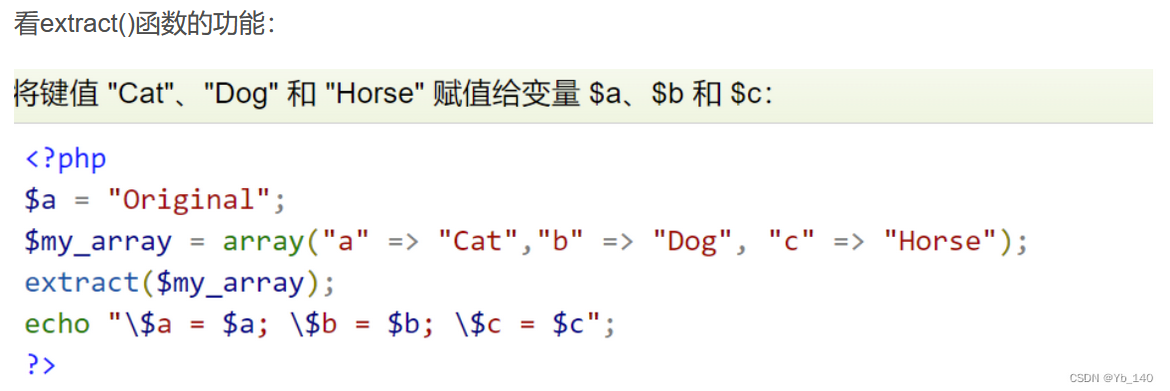 看extract()函数的功能：
将键值 "Cat"、"Dog" 和 "Horse" 赋值给变量 $a、$b 和 $c：
<?php
$a = "Original";
$my_array = array("a" => "Cat","b" => "Dog", "c" => "Horse");
extract($my_array);
echo "\$a = $a; \$b = $b; \$c = $c";
?>
CSDN @Yb_140